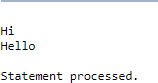 Hi
Hello
Statement processed.